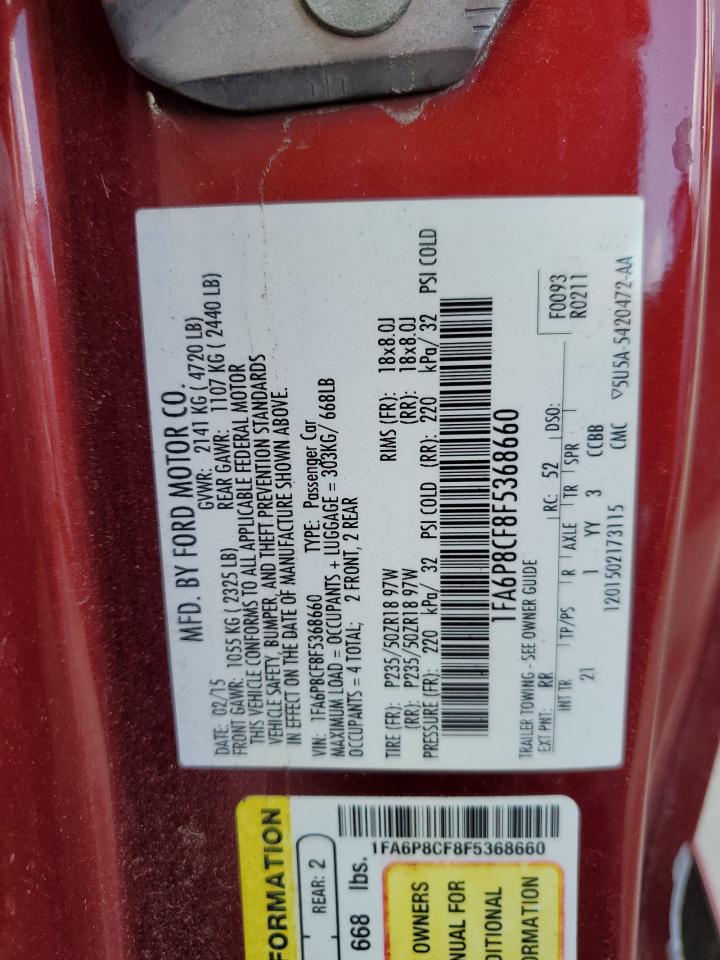 MFD. BY FORD MOTOR CO.
DATE: 02/15 GVWR: 2141 KG ( 4720 LB)
FRONT GAWR: 1055 KG ( 2325 LB) REAR GAWR: 1107 KG ( 2440 LB)
THIS VEHICLE CONFORMS TO ALL APPLICABLE FEDERAL MOTOR
VEHICLE SAFETY, BUMPER, AND THEFT PREVENTION STANDARDS
IN EFFECT ON THE DATE OF MANUFACTURE SHOWN ABOVE.
VIN: 1FA6P8CF8F5368660 TYPE: Passenger Car
MAXIMUM LOAD = OCCUPANTS + LUGGAGE = 303KG/ 668LB
OCCUPANTS = 4 TOTAL; 2 FRONT, 2 REAR
TIRE (FR): P235/50ZR18 97W RIMS (FR): 18x8.0J
(RR): P235/50ZR18 97W (RR): 18x8.0J
PRESSURE (FR): 220 kPa/ 32 PSI COLD (RR): 220 kPa/ 32 PSI COLD
1FA6P8CF8F5368660
TRAILER TOWING - SEE OWNER GUIDE
EXT PNT: RR RC: 52 DSO: F0093
R0211
INT TR TP/PS R AXLE TR SPR
21 1 YY 3 CCBB
1201502173115 CMC ▽5U5A-5420472-AA
FORMATION
REAR: 2
668 lbs.
1FA6P8CF8F5368660
OWNERS
NUAL FOR
DITIONAL
ORMATION